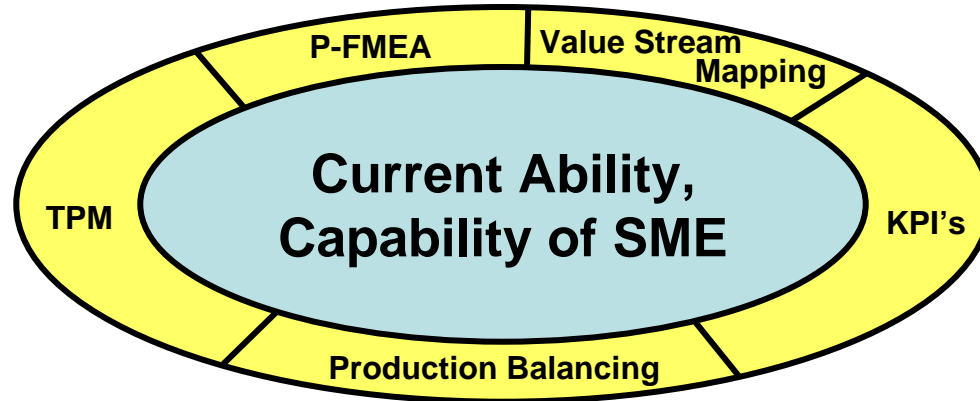 P-FMEA
Value Stream
Mapping
Current Ability,
Capability of SME
TPM
KPI's
Production Balancing